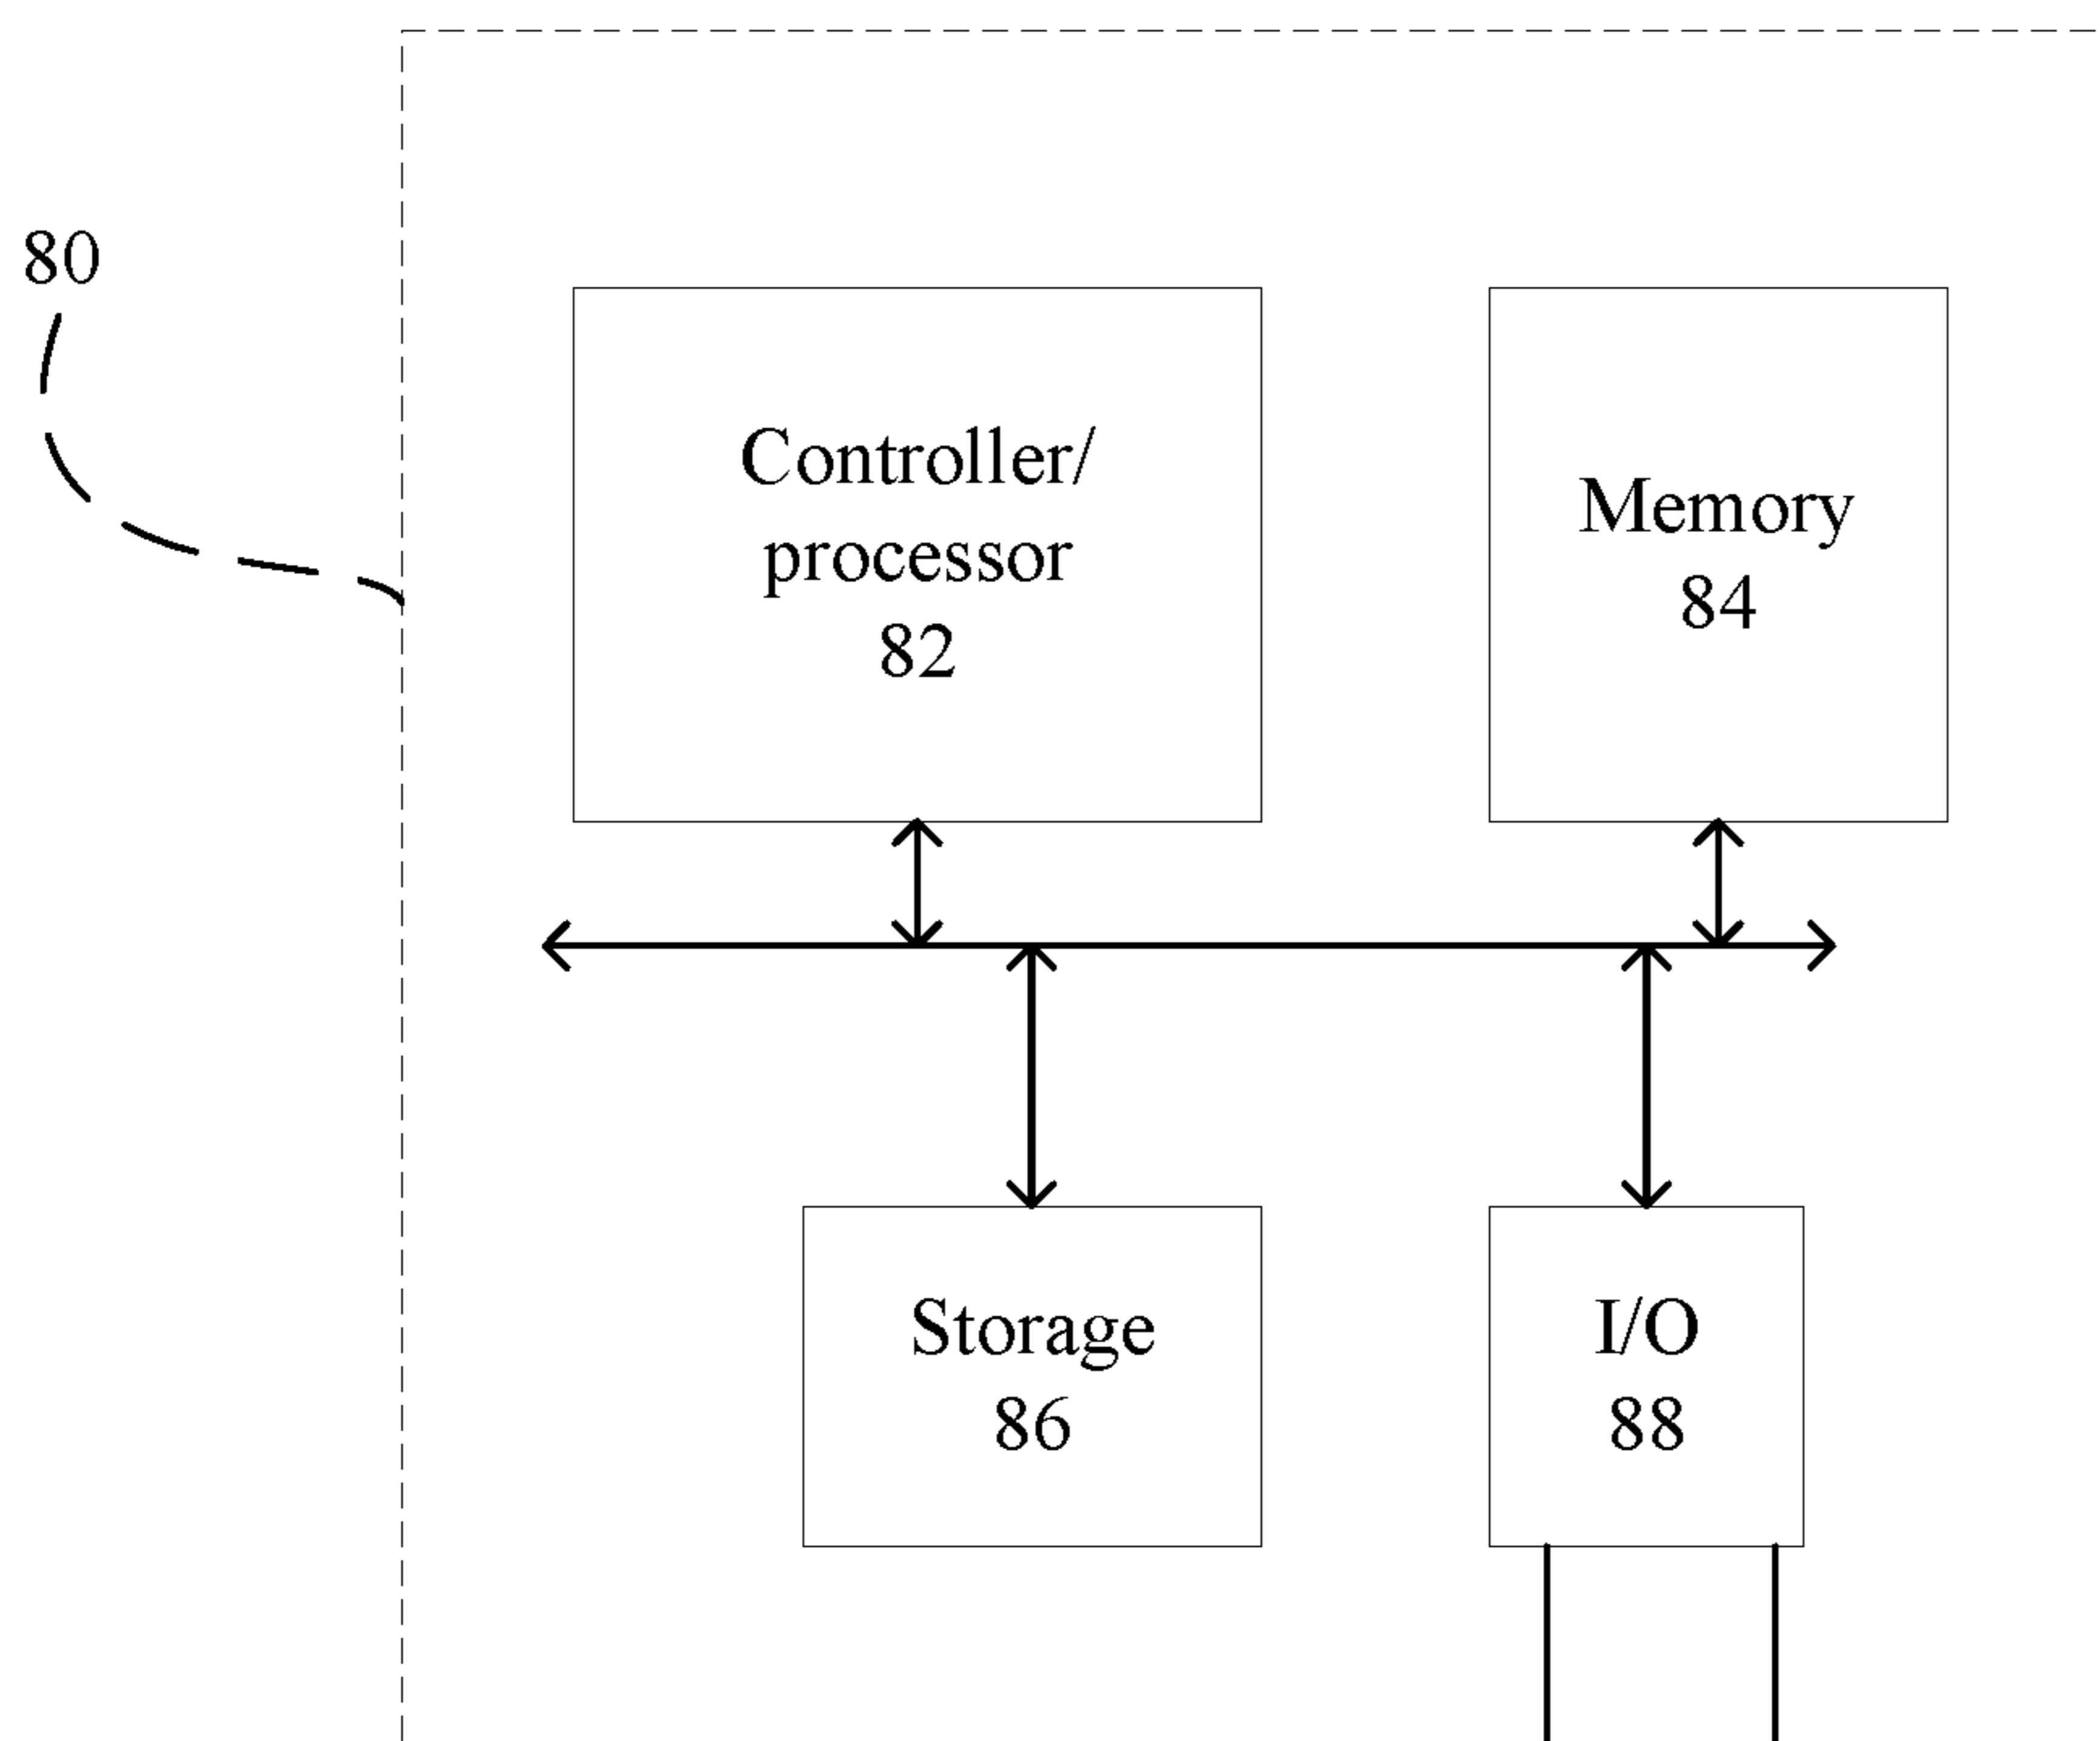 80
Controller/
processor
82
Memory
84
Storage
86
I/O
88